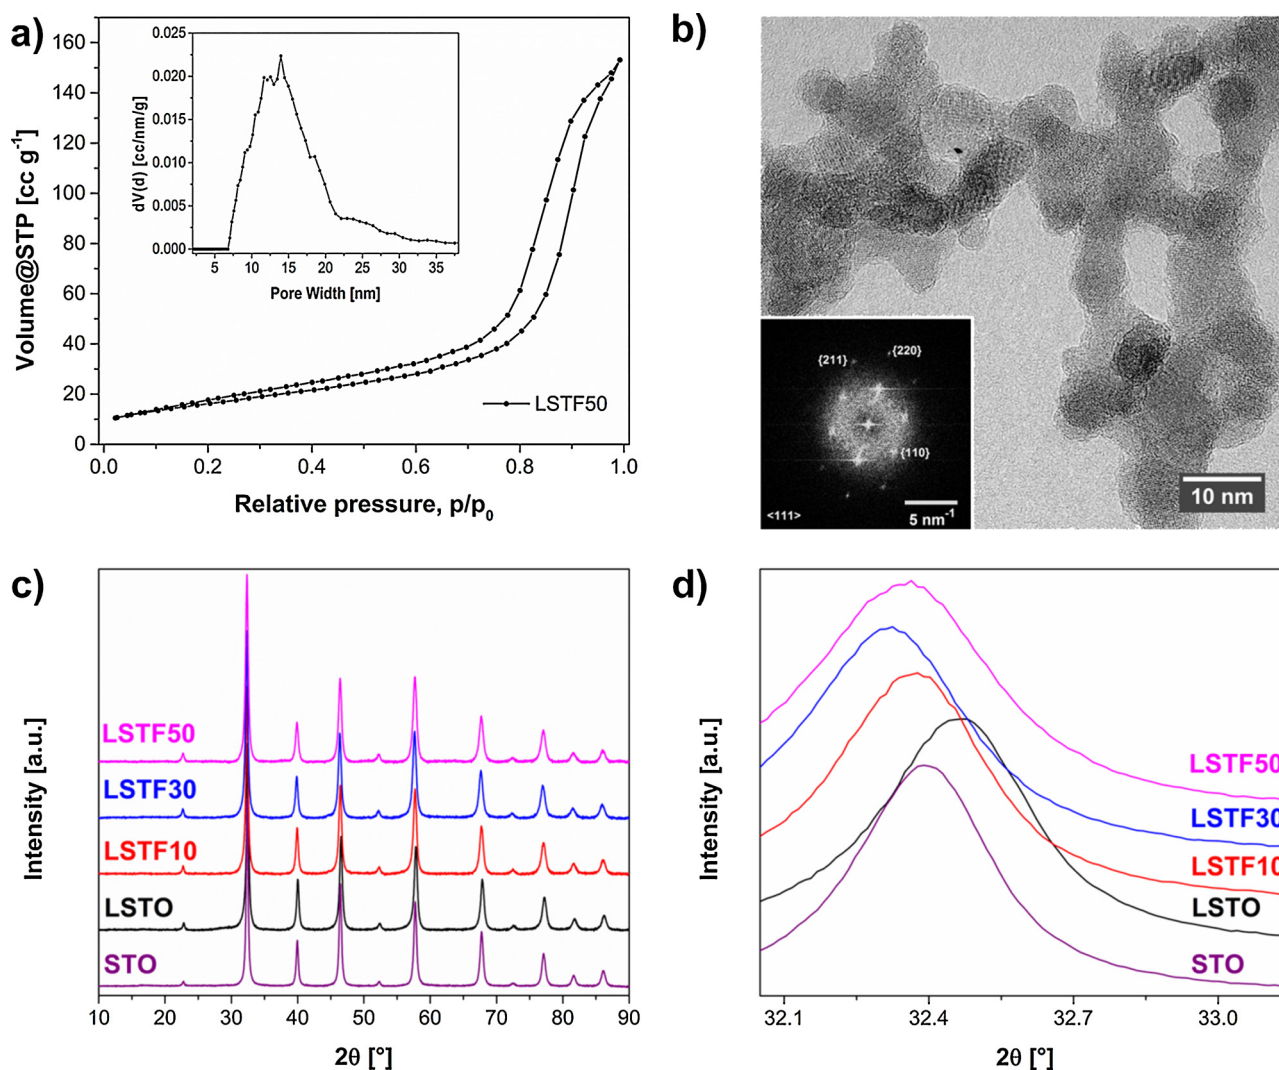 a)
160
140
120
100
80
60
40
20
0
Volume@STP [cc g⁻¹]
0.0 0.2 0.4 0.6 0.8 1.0
Relative pressure, p/p₀
LSTF50
0.025
0.020
0.015
0.010
0.005
0.000
dV(d) [cc/nm/g]
5 10 15 20 25 30 35
Pore Width [nm]
b)
{211} {220}
{110}
<111>
5 nm⁻¹
10 nm
c)
Intensity [a.u.]
LSTF50
LSTF30
LSTF10
LSTO
STO
10 20 30 40 50 60 70 80 90
2θ [°]
d)
Intensity [a.u.]
LSTF50
LSTF30
LSTF10
LSTO
STO
32.1 32.4 32.7 33.0
2θ [°]